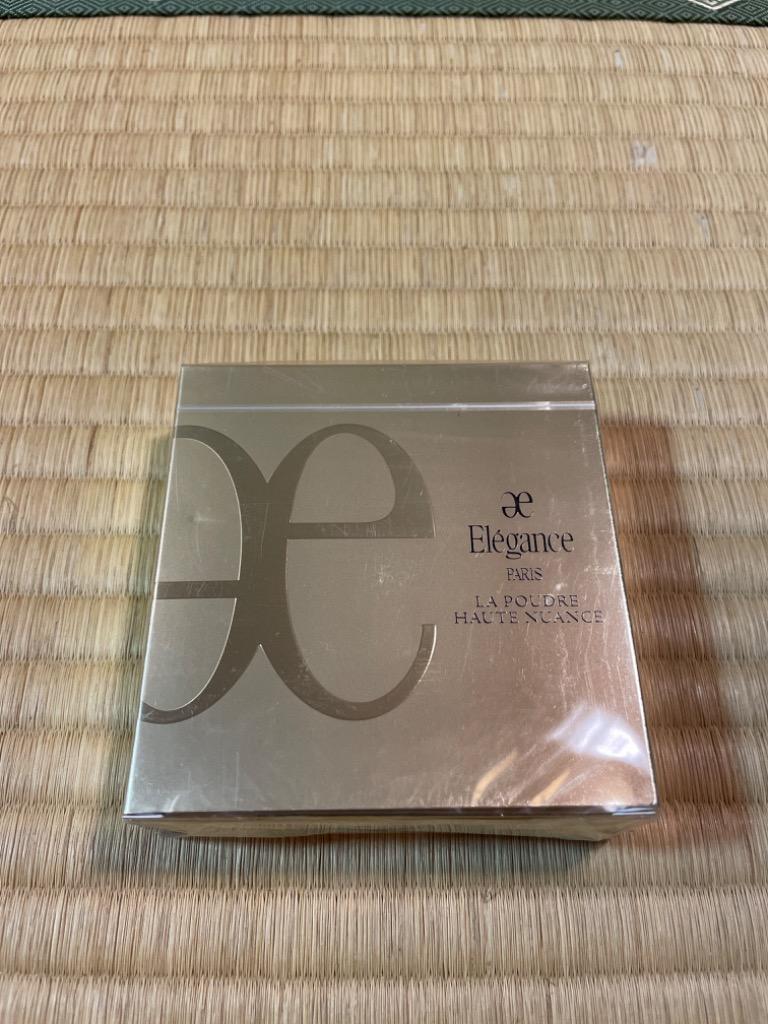 æ
Elégance
PARIS
LA POUDRE
HAUTE NUANCE